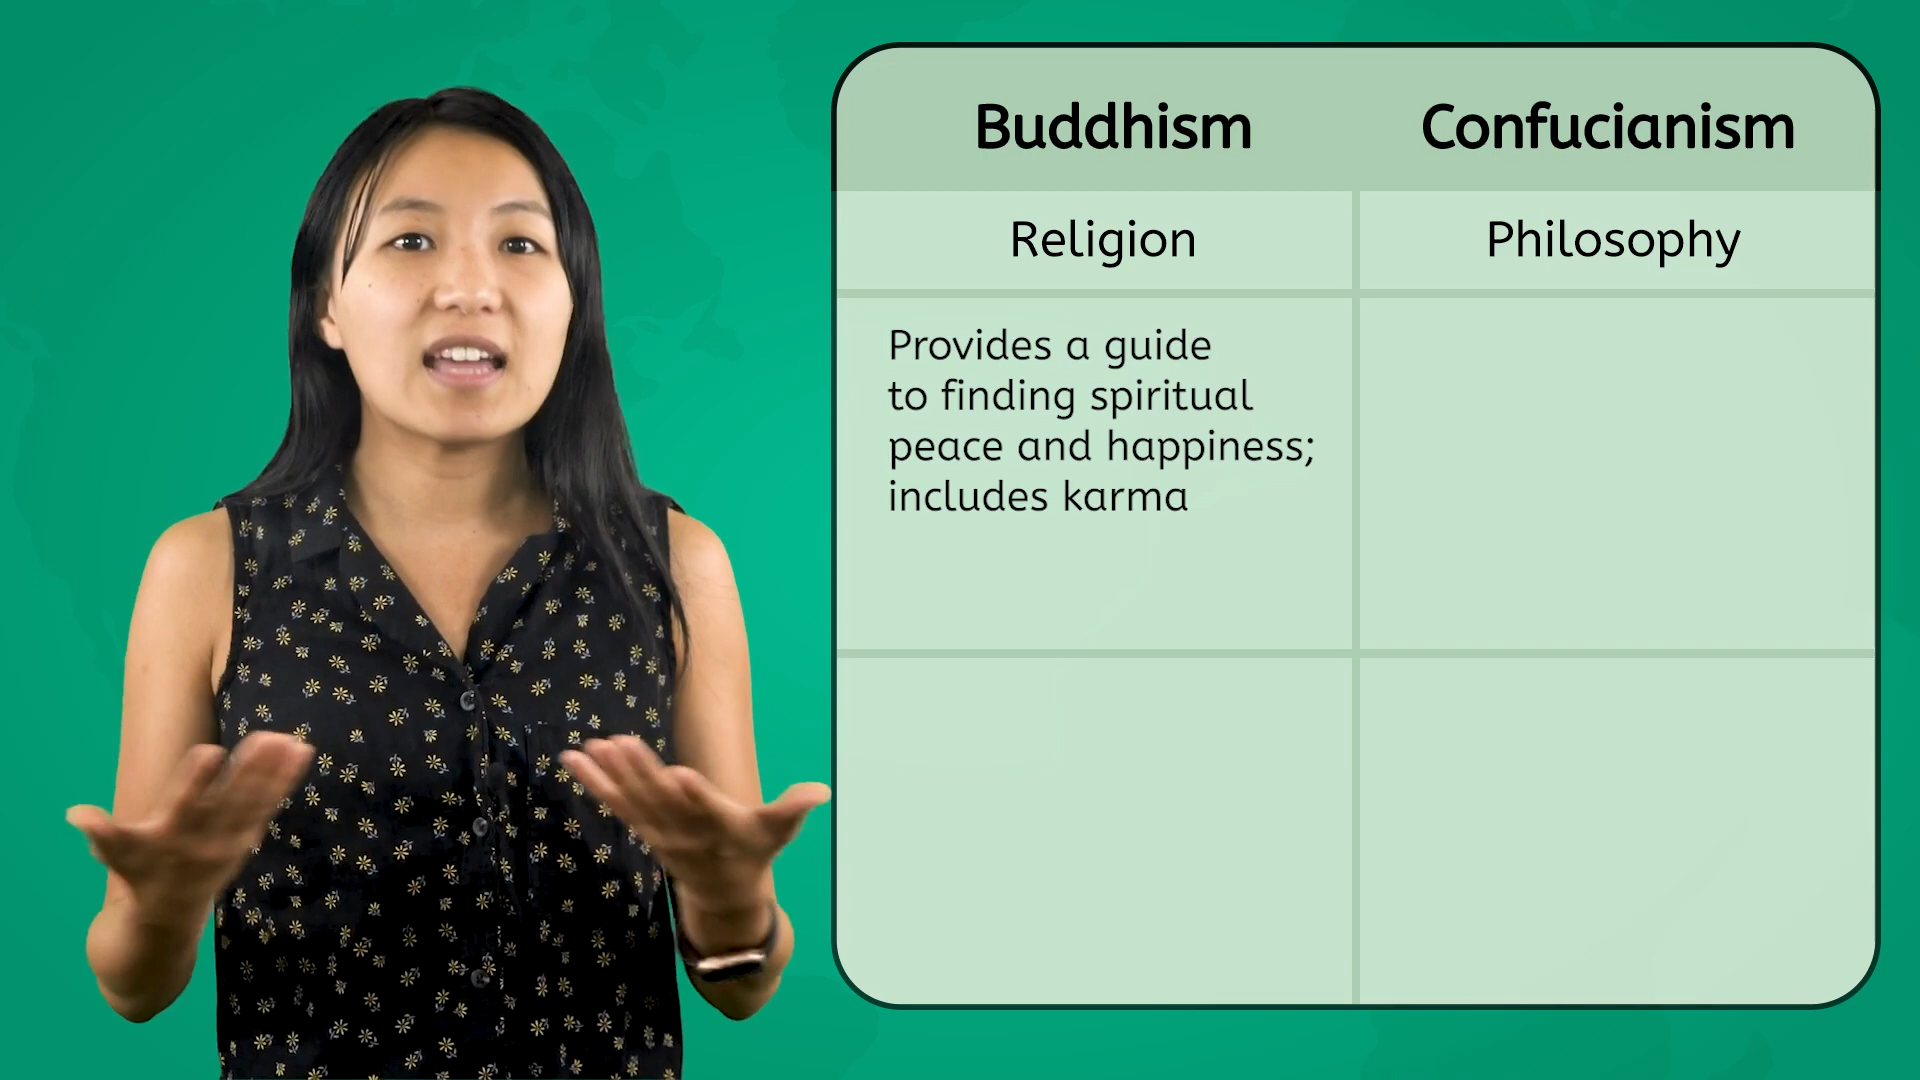 Buddhism Confucianism
Religion Philosophy
Provides a guide
to finding spiritual
peace and happiness;
includes karma